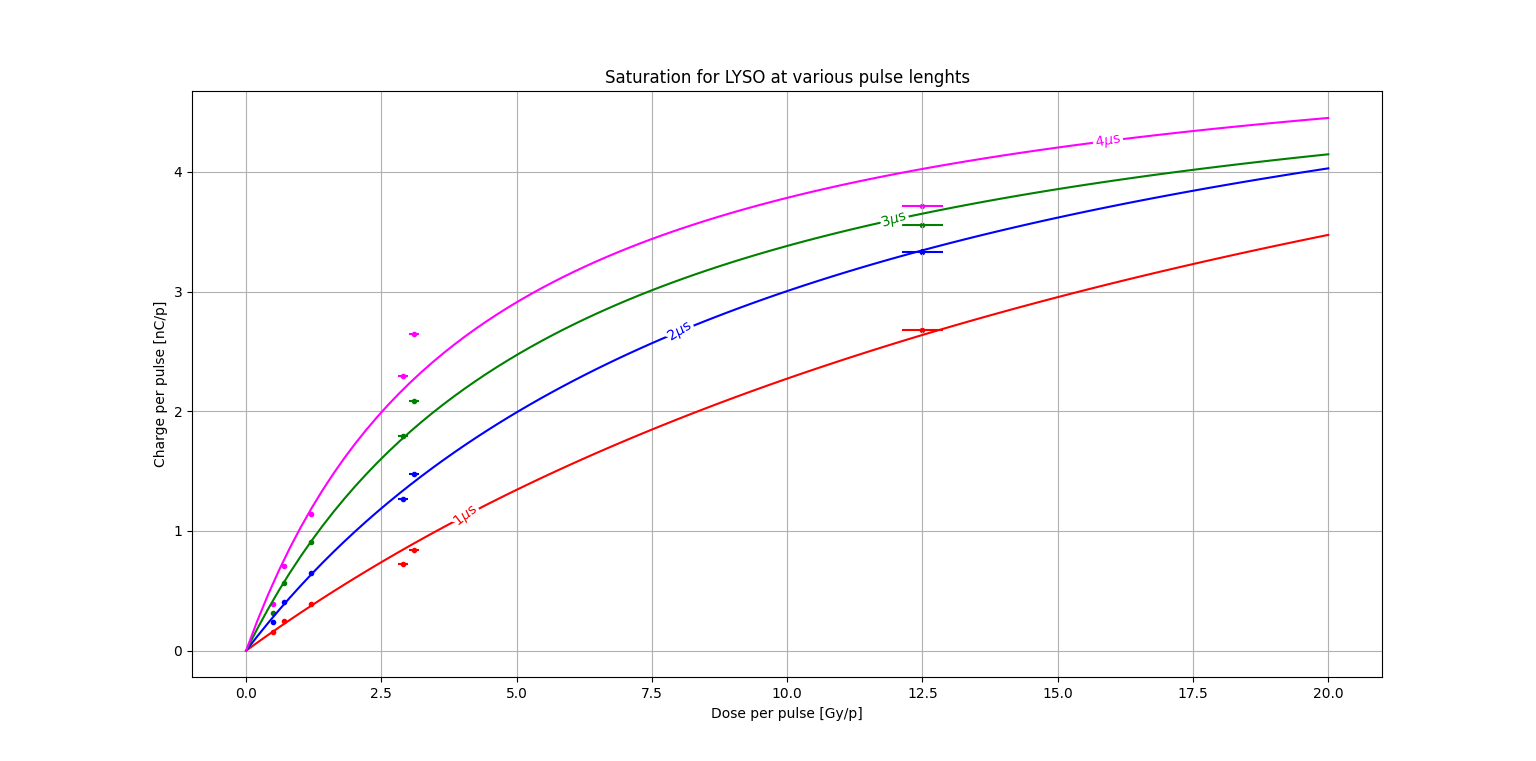 Saturation for LYSO at various pulse lenghts
Charge per pulse [nC/p]
4
3
2
1
0
4μs
3μs
2μs
1μs
0.0 2.5 5.0 7.5 10.0 12.5 15.0 17.5 20.0
Dose per pulse [Gy/p]